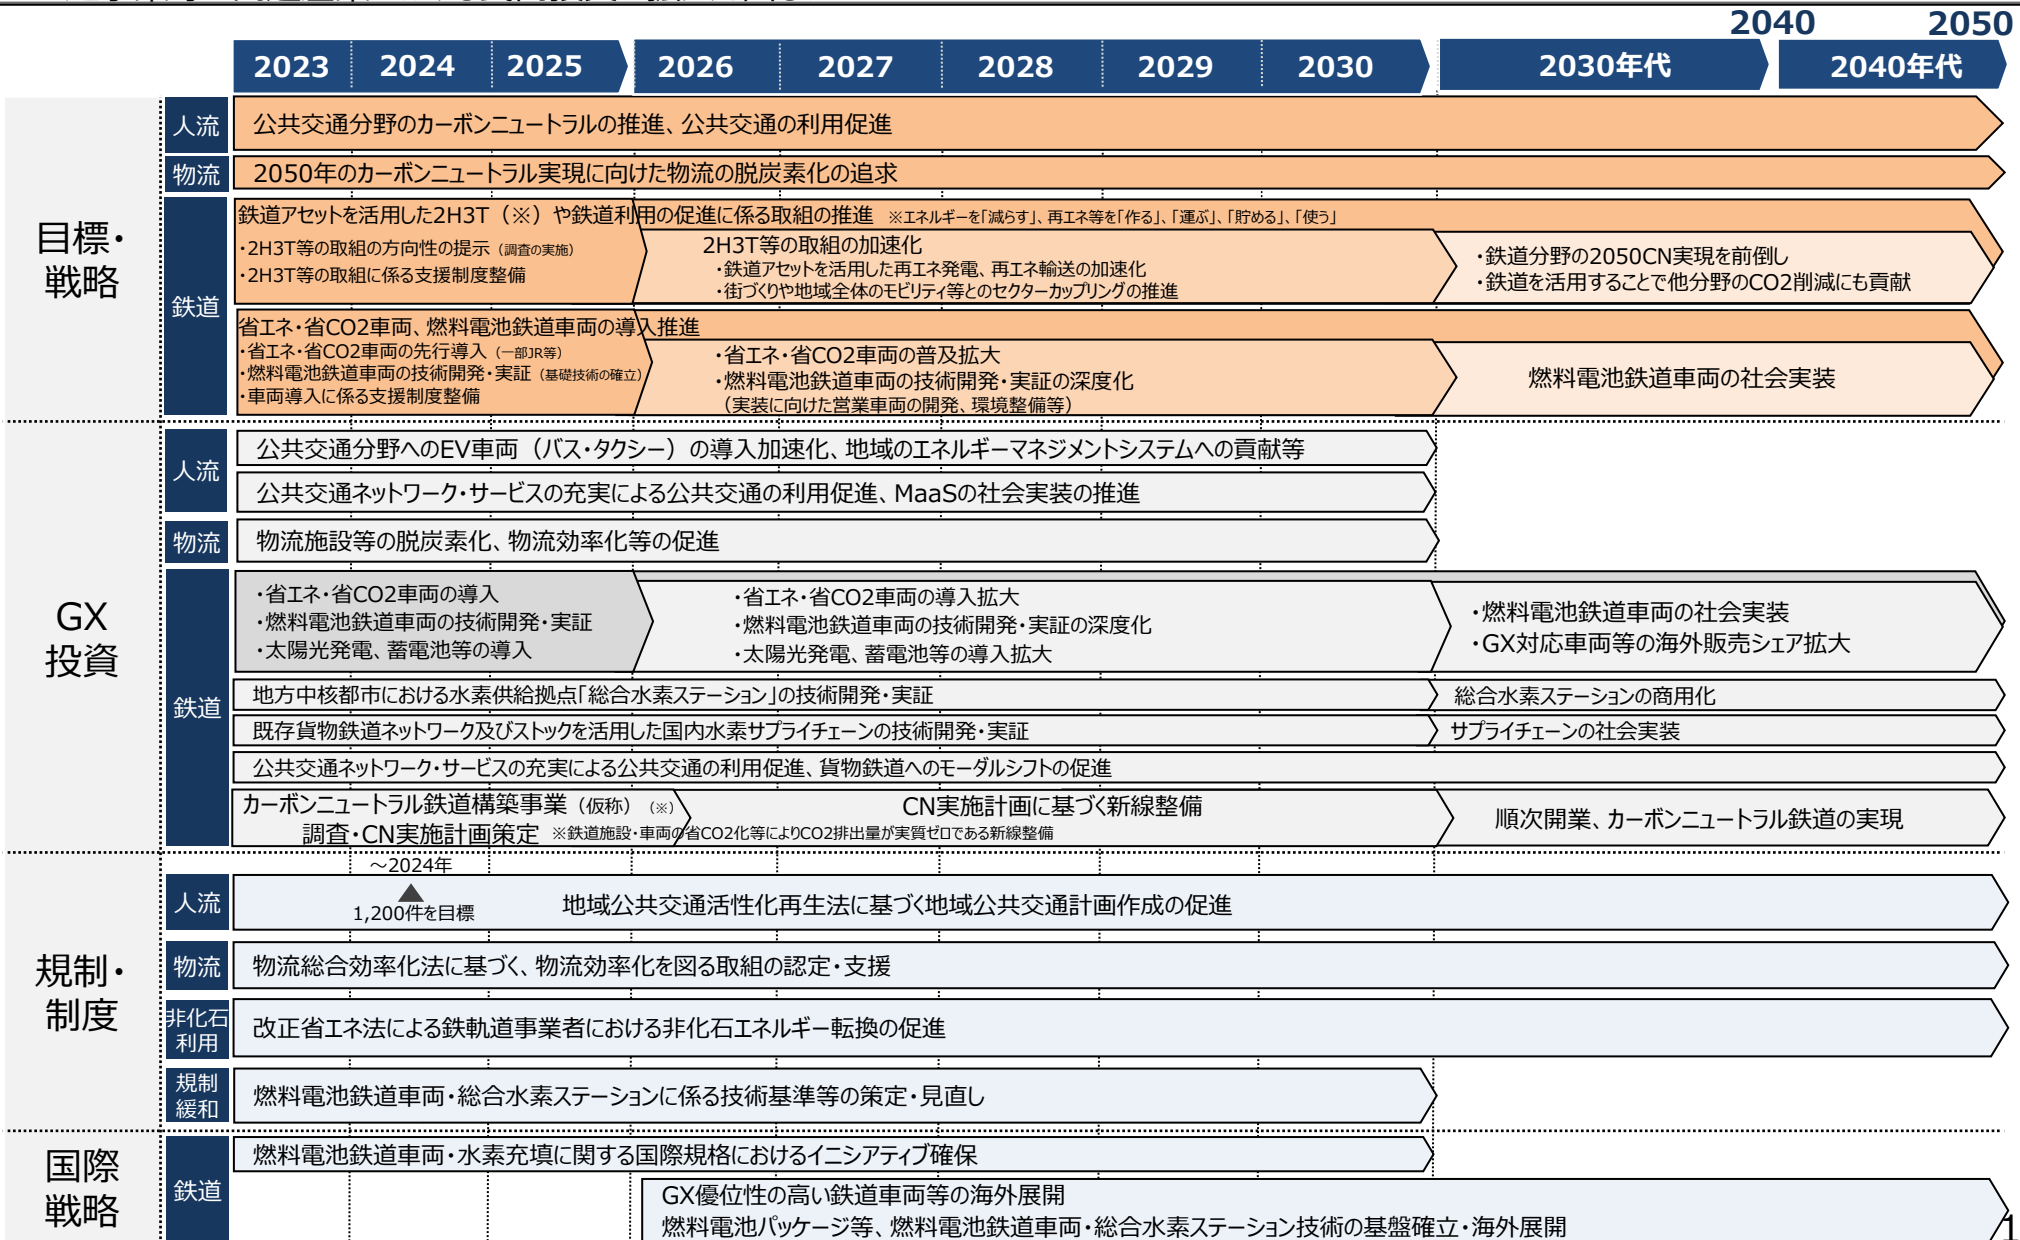 2040
2050
2023
2024
2025
2026
2027
2028
2029
2030
2030年代
2040年代
目標・
戦略
人流
公共交通分野のカーボンニュートラルの推進、公共交通の利用促進
物流
2050年のカーボンニュートラル実現に向けた物流の脱炭素化の追求
鉄道
鉄道アセットを活用した2H3T（※）や鉄道利用の促進に係る取組の推進 ※エネルギーを「減らす」、再エネ等を「作る」、「運ぶ」、「貯める」、「使う」
・2H3T等の取組の方向性の提示（調査の実施）
・2H3T等の取組に係る支援制度整備
2H3T等の取組の加速化
・鉄道アセットを活用した再エネ発電、再エネ輸送の加速化
・街づくりや地域全体のモビリティ等とのセクターカップリングの推進
・鉄道分野の2050CN実現を前倒し
・鉄道を活用することで他分野のCO2削減にも貢献
省エネ・省CO2車両、燃料電池鉄道車両の導入推進
・省エネ・省CO2車両の先行導入（一部JR等）
・燃料電池鉄道車両の技術開発・実証（基礎技術の確立）
・車両導入に係る支援制度整備
・省エネ・省CO2車両の普及拡大
・燃料電池鉄道車両の技術開発・実証の深度化
（実装に向けた営業車両の開発、環境整備等）
燃料電池鉄道車両の社会実装
GX
投資
人流
公共交通分野へのEV車両（バス・タクシー）の導入加速化、地域のエネルギーマネジメントシステムへの貢献等
公共交通ネットワーク・サービスの充実による公共交通の利用促進、MaaSの社会実装の推進
物流
物流施設等の脱炭素化、物流効率化等の促進
鉄道
・省エネ・省CO2車両の導入
・燃料電池鉄道車両の技術開発・実証
・太陽光発電、蓄電池等の導入
・省エネ・省CO2車両の導入拡大
・燃料電池鉄道車両の技術開発・実証の深度化
・太陽光発電、蓄電池等の導入拡大
・燃料電池鉄道車両の社会実装
・GX対応車両等の海外販売シェア拡大
地方中核都市における水素供給拠点「総合水素ステーション」の技術開発・実証
総合水素ステーションの商用化
既存貨物鉄道ネットワーク及びストックを活用した国内水素サプライチェーンの技術開発・実証
サプライチェーンの社会実装
公共交通ネットワーク・サービスの充実による公共交通の利用促進、貨物鉄道へのモーダルシフトの促進
カーボンニュートラル鉄道構築事業（仮称）（※）
調査・CN実施計画策定 ※鉄道施設・車両の省CO2化等によりCO2排出量が実質ゼロである新線整備
CN実施計画に基づく新線整備
順次開業、カーボンニュートラル鉄道の実現
規制・
制度
人流
～2024年
1,200件を目標
地域公共交通活性化再生法に基づく地域公共交通計画作成の促進
物流
物流総合効率化法に基づく、物流効率化を図る取組の認定・支援
非化石
利用
改正省エネ法による鉄軌道事業者における非化石エネルギー転換の促進
規制
緩和
燃料電池鉄道車両・総合水素ステーションに係る技術基準等の策定・見直し
国際
戦略
鉄道
燃料電池鉄道車両・水素充填に関する国際規格におけるイニシアティブ確保
GX優位性の高い鉄道車両等の海外展開
燃料電池パッケージ等、燃料電池鉄道車両・総合水素ステーション技術の基盤確立・海外展開
1